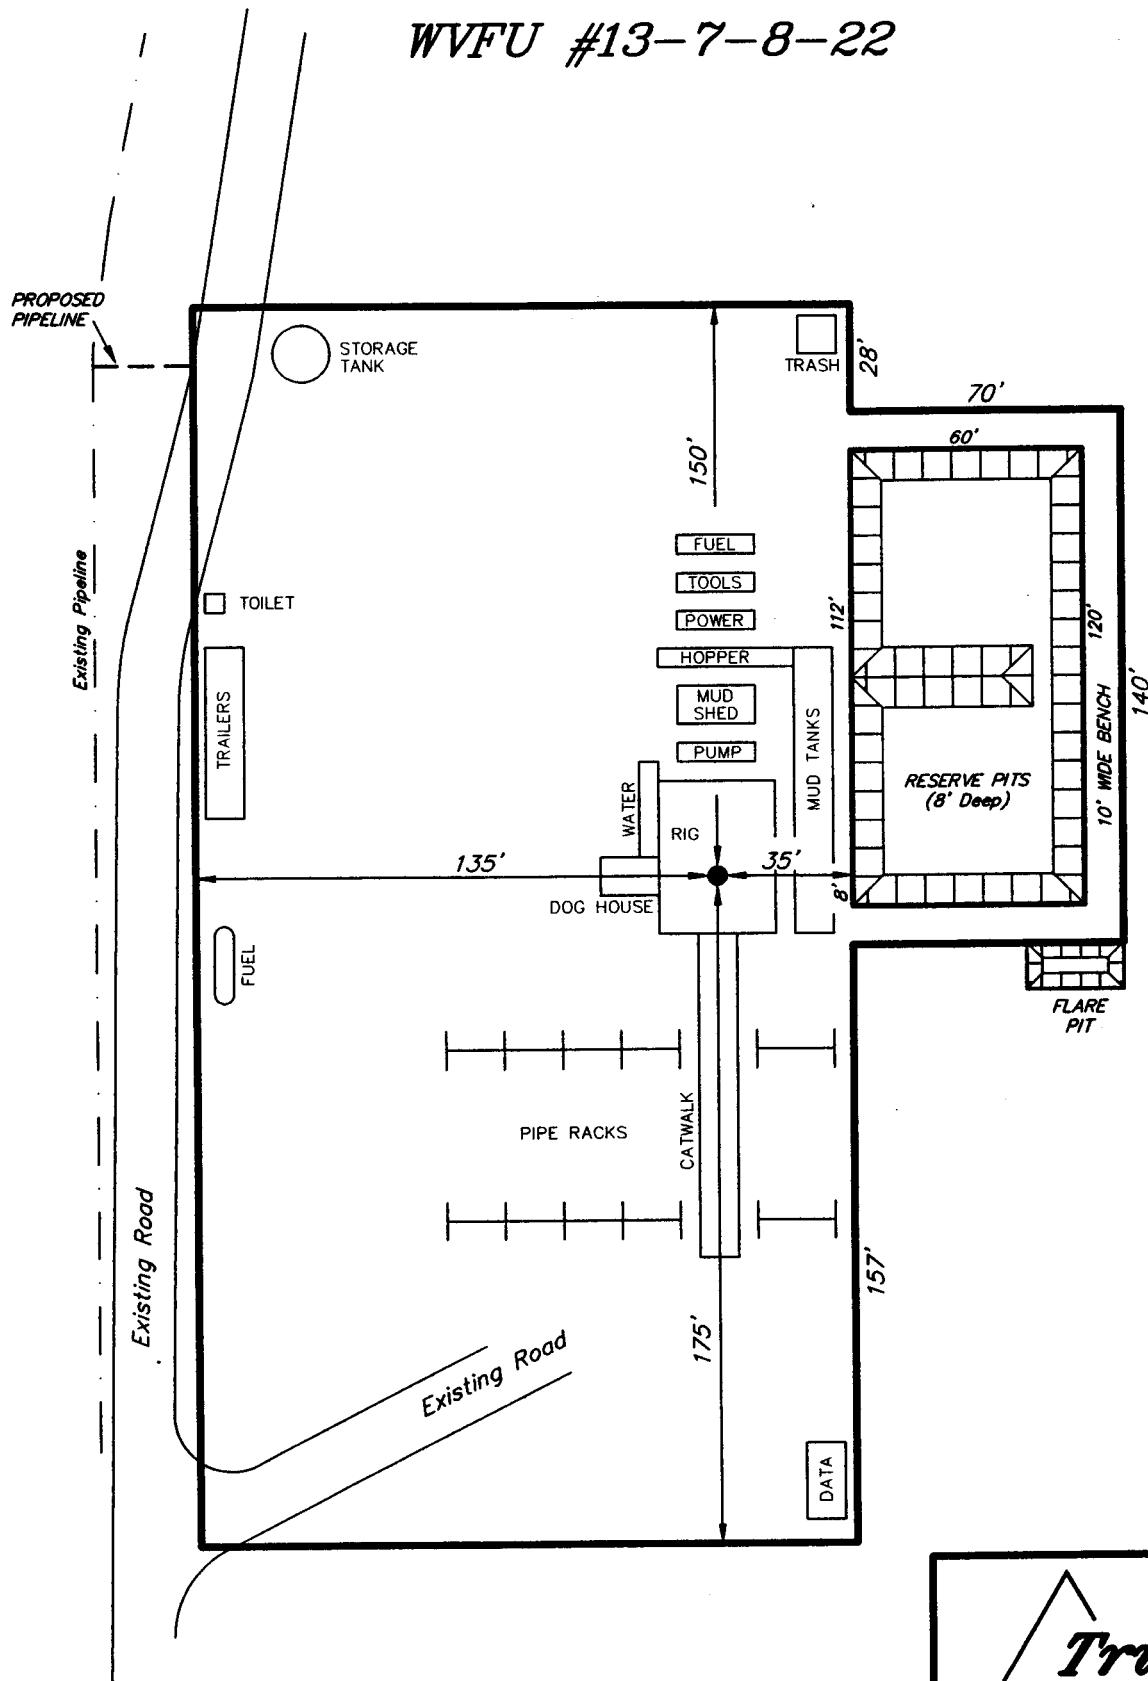 WVFU #13-7-8-22
PROPOSED
PIPELINE
STORAGE
TANK
TRASH
28'
70'
60'
150'
Existing Pipeline
TOILET
FUEL
TOOLS
POWER
HOPPER
MUD
SHED
PUMP
MUD TANKS
112'
120'
140'
10' WIDE BENCH
RESERVE PITS
(8' Deep)
TRAILERS
WATER
RIG
135'
35'
8'
DOG HOUSE
FUEL
FLARE
PIT
PIPE RACKS
CATWALK
Existing Road
157'
175'
Existing Road
DATA